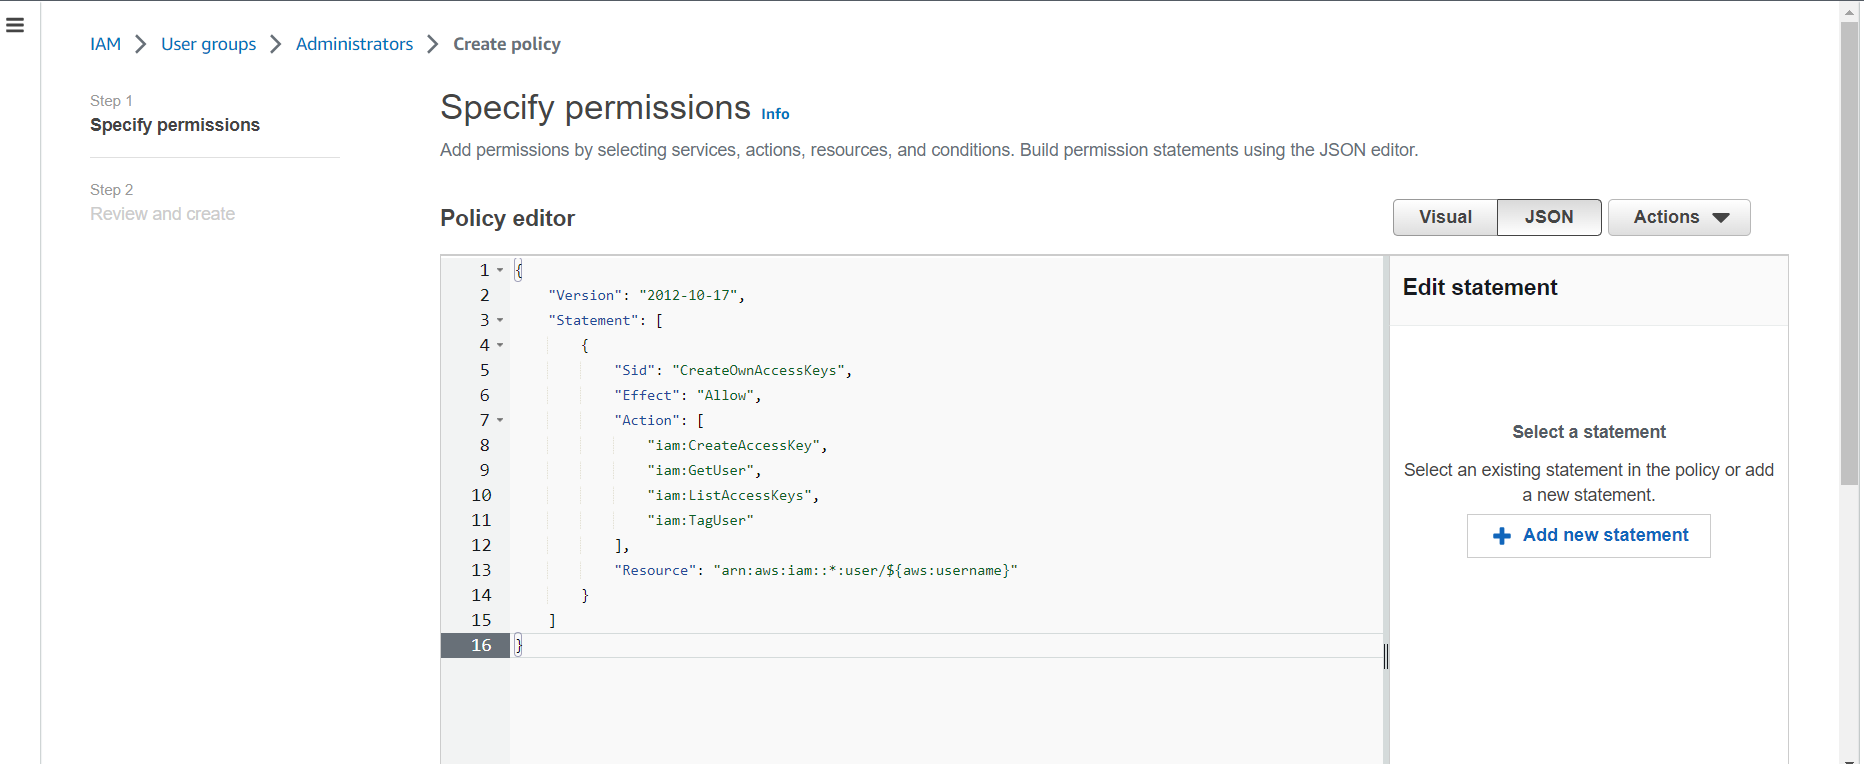 IAM > User groups > Administrators > Create policy
Step 1
Specify permissions
Step 2
Review and create
Specify permissions Info
Add permissions by selecting services, actions, resources, and conditions. Build permission statements using the JSON editor.
Policy editor
Visual JSON Actions
1 {
2 "Version": "2012-10-17",
3 "Statement": [
4 {
5 "Sid": "CreateOwnAccessKeys",
6 "Effect": "Allow",
7 "Action": [
8 "iam:CreateAccessKey",
9 "iam:GetUser",
10 "iam:ListAccessKeys",
11 "iam:TagUser"
12 ],
13 "Resource": "arn:aws:iam::*:user/${aws:username}"
14 }
15 ]
16 }
Edit statement
Select a statement
Select an existing statement in the policy or add
a new statement.
+ Add new statement